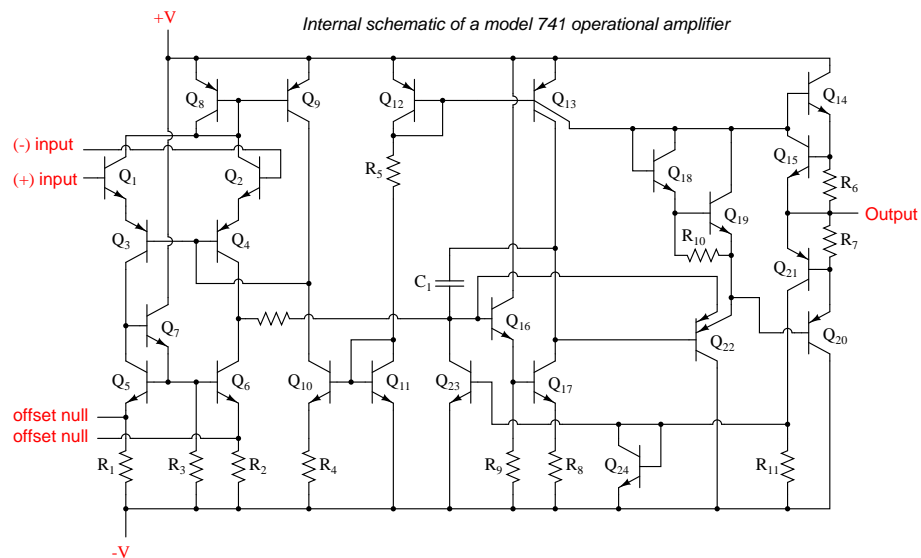 Internal schematic of a model 741 operational amplifier
+V
Q8
Q9
Q12
Q13
Q14
(-) input
(+) input
Q1
Q2
R5
Q15
Q18
R6
Output
Q19
Q3
Q4
R10
R7
C1
Q21
Q7
Q16
Q22
Q20
Q5
Q6
Q10
Q11
Q23
Q17
offset null
offset null
R1
R3
R2
R4
R9
R8
Q24
R11
-V